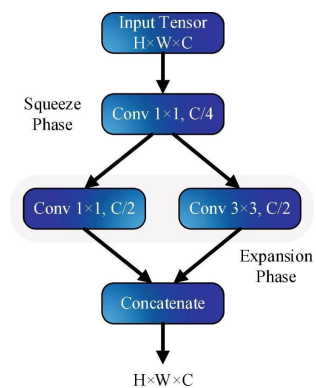 Input Tensor
H×W×C
Squeeze
Phase
Conv 1×1, C/4
Conv 1×1, C/2
Conv 3×3, C/2
Expansion
Phase
Concatenate
H×W×C